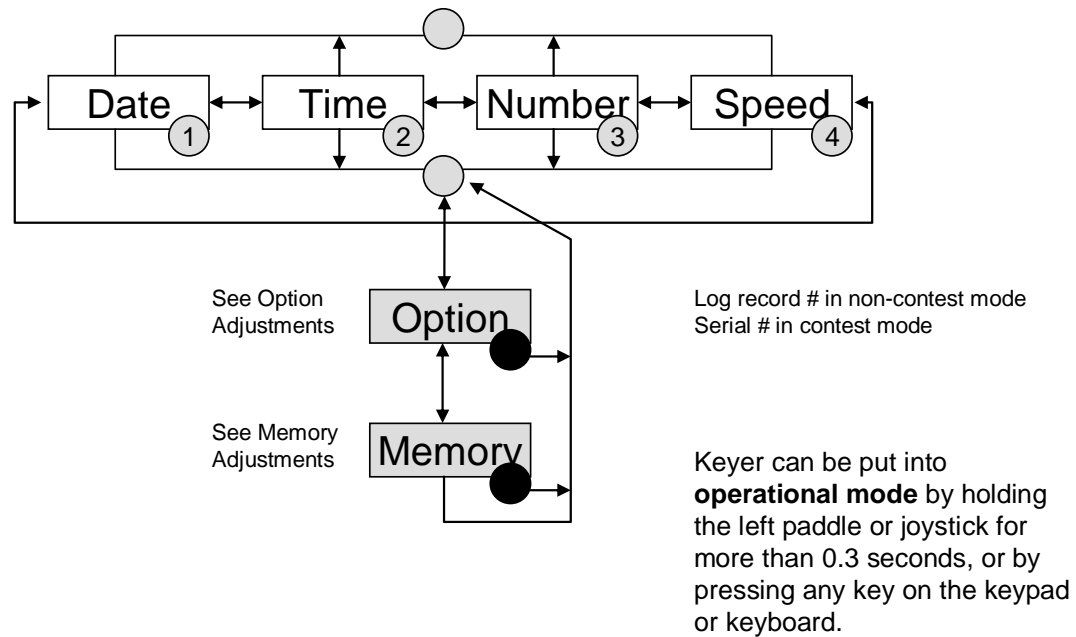 Date
1
Time
2
Number
3
Speed
4
See Option
Adjustments
Option
Log record # in non-contest mode
Serial # in contest mode
See Memory
Adjustments
Memory
Keyer can be put into
operational mode by holding
the left paddle or joystick for
more than 0.3 seconds, or by
pressing any key on the keypad
or keyboard.